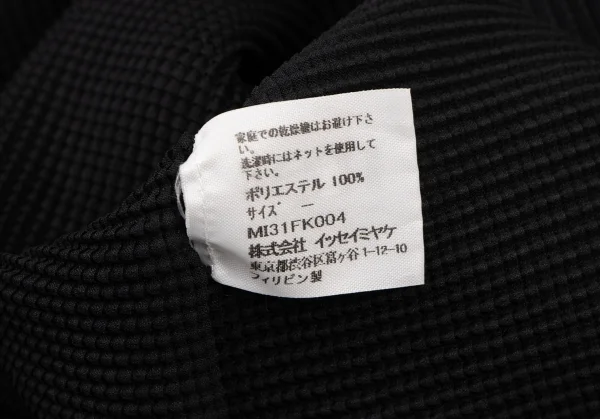 家庭での乾燥機はお避け下さ
い。
洗濯時にはネットを使用して
下さい。
ポリエステル 100%
サイズ ー
MI31FK004
株式会社 イッセイミヤケ
東京都渋谷区富ヶ谷1-12-10
フィリピン製